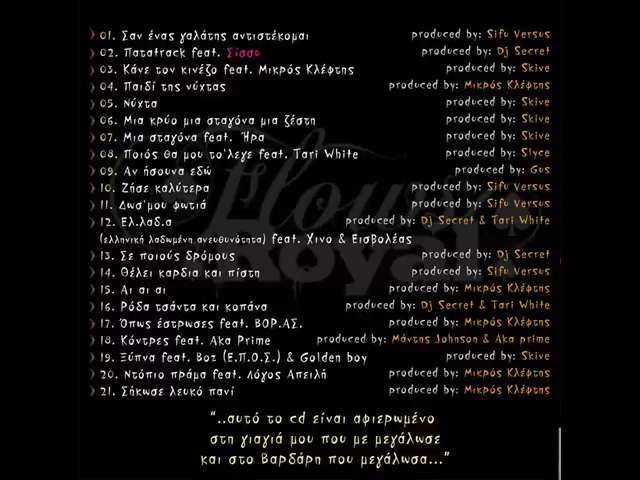 01. Σαν ένας γαλάτης αντιστέκομαι produced by: Sifu Versus
02. Πατατrack feat. Σίσσυ produced by: Dj Secret
03. Κάνε τον κινέζο feat. Μικρός Κλέφτης produced by: Skive
04. Παιδί της νύχτας produced by: Μικρός Κλέφτης
05. Νύχτα produced by: Skive
06. Μια κρύο μια σταγόνα μια ζέστη produced by: Skive
07. Μια σταγόνα feat. Ήρα produced by: Skive
08. Ποιός θα μου το'λεγε feat. Tari White produced by: Slyce
09. Αν ήσουνα εδώ produced by: Gus
10. Ζήσε καλύτερα produced by: Sifu Versus
11. Δωσ'μου φωτιά produced by: Sifu Versus
12. Ελ.λαδ.α produced by: Dj Secret & Tari White
(ελληνική λαδωμένη ανευθυνότητα) feat. Χινο & Εισβολέας
13. Σε ποιούς δρόμους produced by: Dj Secret
14. Θέλει καρδια και πίστη produced by: Sifu Versus
15. Αι αι αι produced by: Μικρός Κλέφτης
16. Ρόδα τσάντα και κοπάνα produced by: Dj Secret & Tari White
17. Όπως έστρωσες feat. ΒΟΡ.ΑΣ. produced by: Μικρός Κλέφτης
18. Κόντρες feat. Aka Prime produced by: Μάντης Johnson & Aka prime
19. Ξύπνα feat. Boz (Ε.Π.Ο.Σ.) & Golden boy produced by: Skive
20. Ντόπιο πράμα feat. Λόγος Απειλή produced by: Μικρός Κλέφτης
21. Σήκωσε λευκό πανί produced by: Μικρός Κλέφτης
"..αυτό το cd είναι αφιερωμένο
στη γιαγιά μου που με μεγάλωσε
και στο Βαρδάρη που μεγάλωσα..."